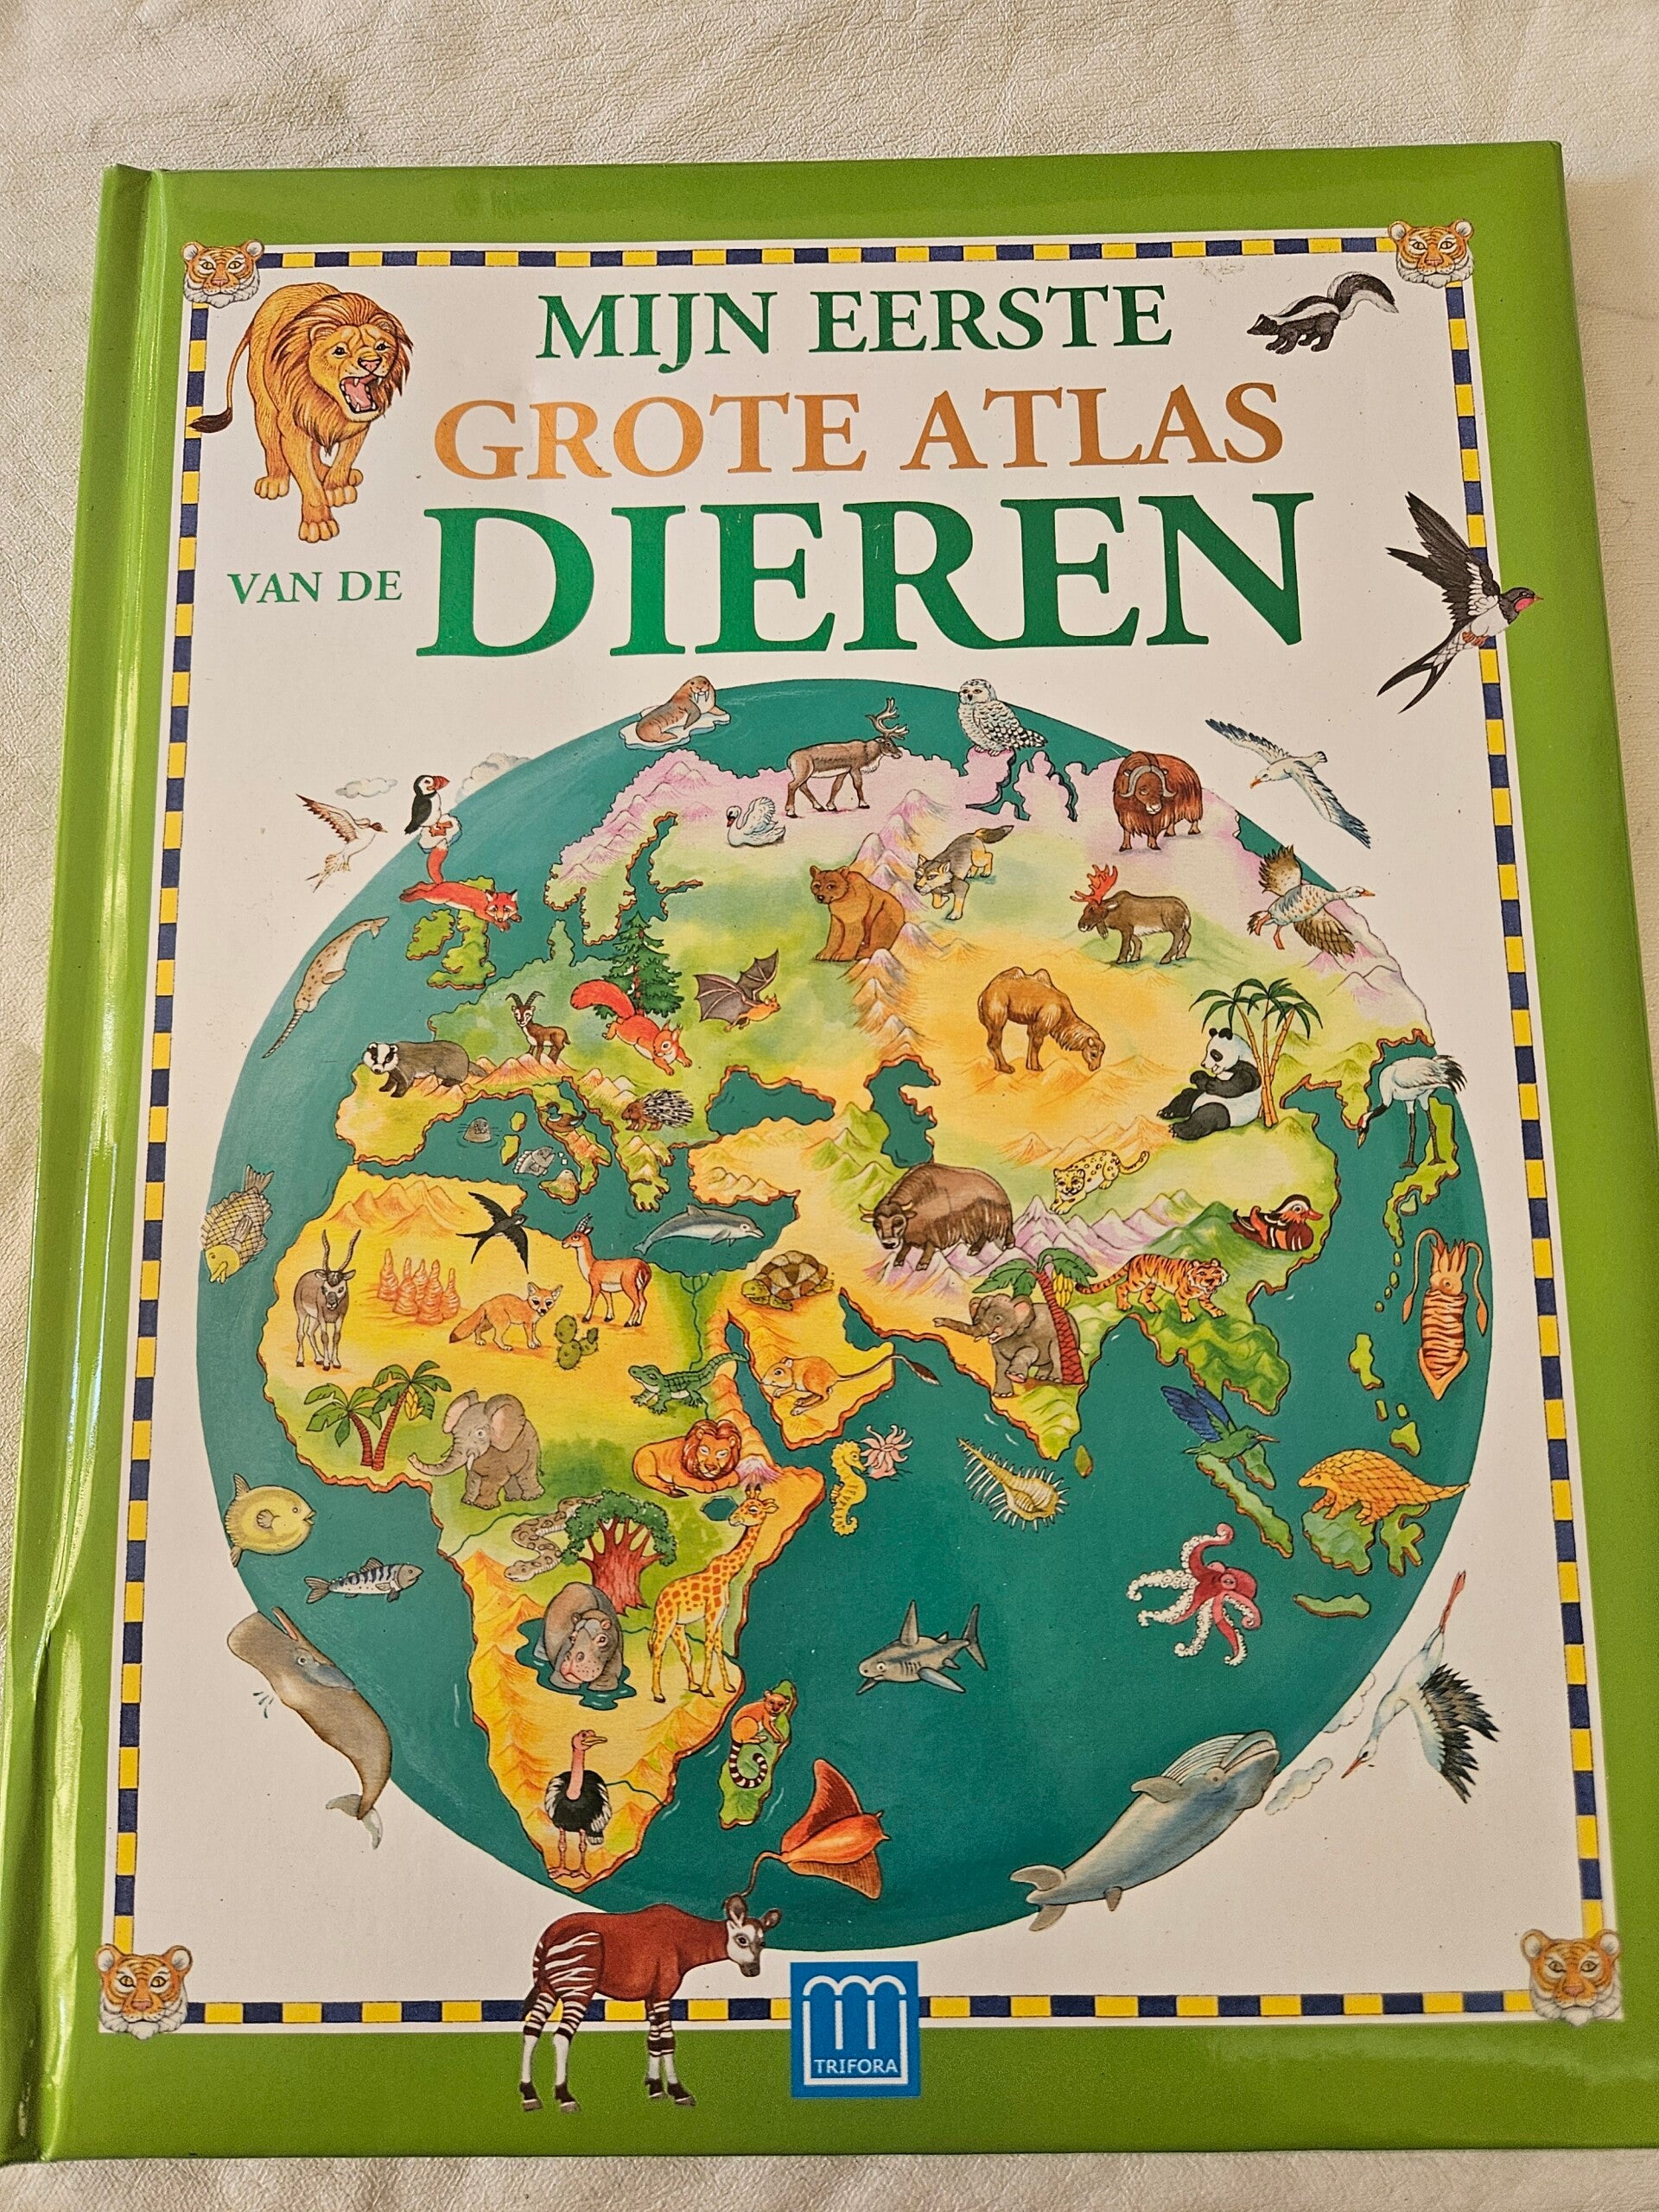 MIJN EERSTE
GROTE ATLAS
VAN DE DIEREN
TRIFORA